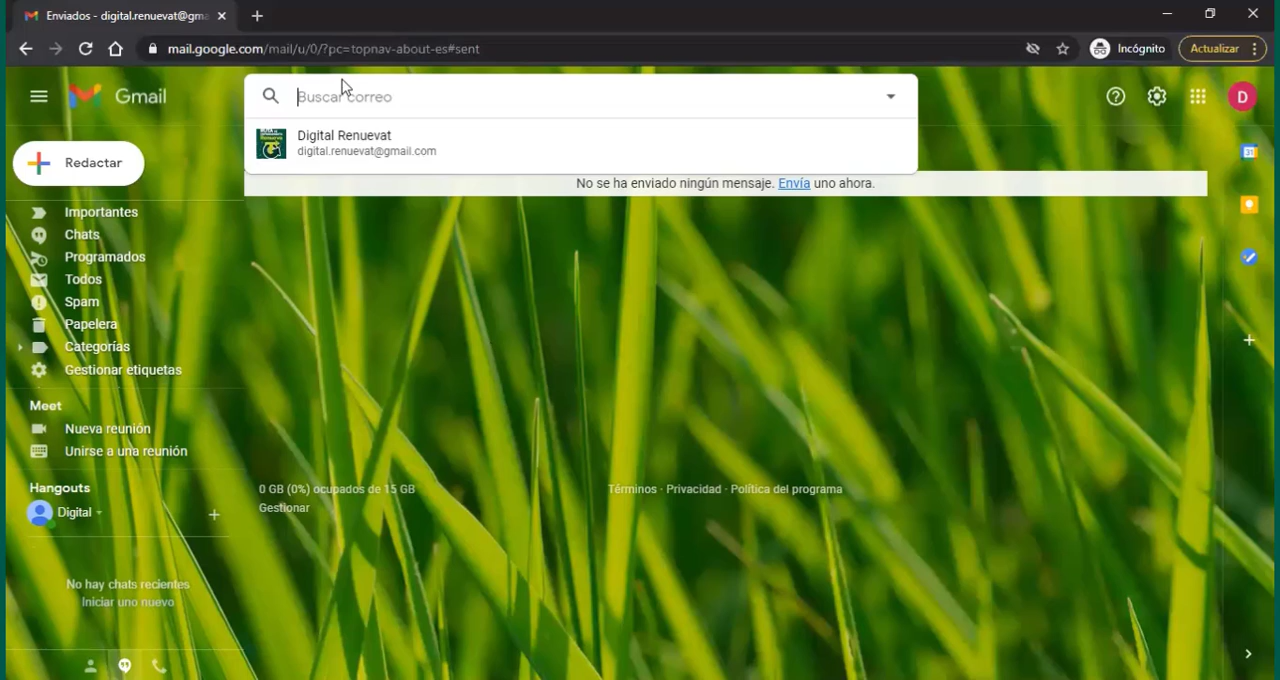 Enviados - digital.renuevat@gma
mail.google.com/mail/u/0/?pc=topnav-about-es#sent
Incógnito
Actualizar
Gmail
Buscar correo
D
Digital Renuevat
digital.renuevat@gmail.com
31
Redactar
No se ha enviado ningún mensaje. Envía uno ahora.
Importantes
Chats
Programados
Todos
Spam
Papelera
Categorías
Gestionar etiquetas
Meet
Nueva reunión
Unirse a una reunión
Hangouts
Digital
0 GB (0%) ocupados de 15 GB
Gestionar
Términos · Privacidad · Política del programa
No hay chats recientes
Iniciar uno nuevo